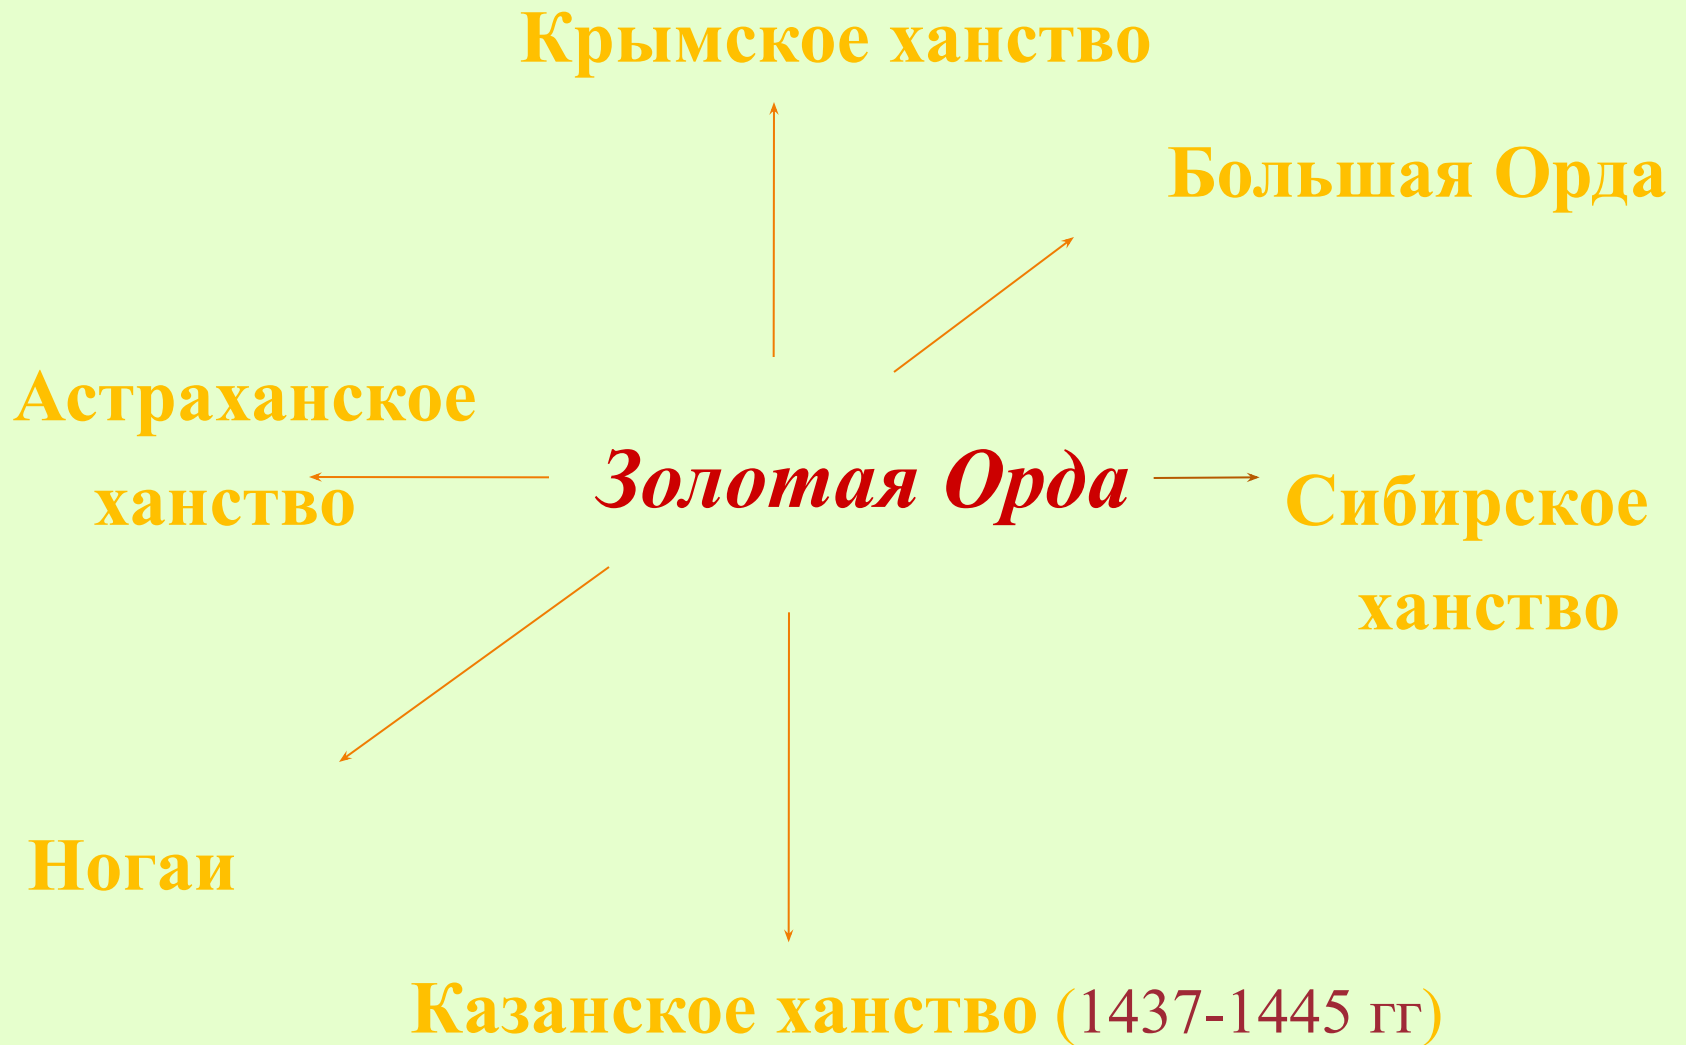 Крымское ханство
Большая Орда
Астраханское
ханство
Золотая Орда
Сибирское
ханство
Ногаи
Казанское ханство (1437-1445 гг)